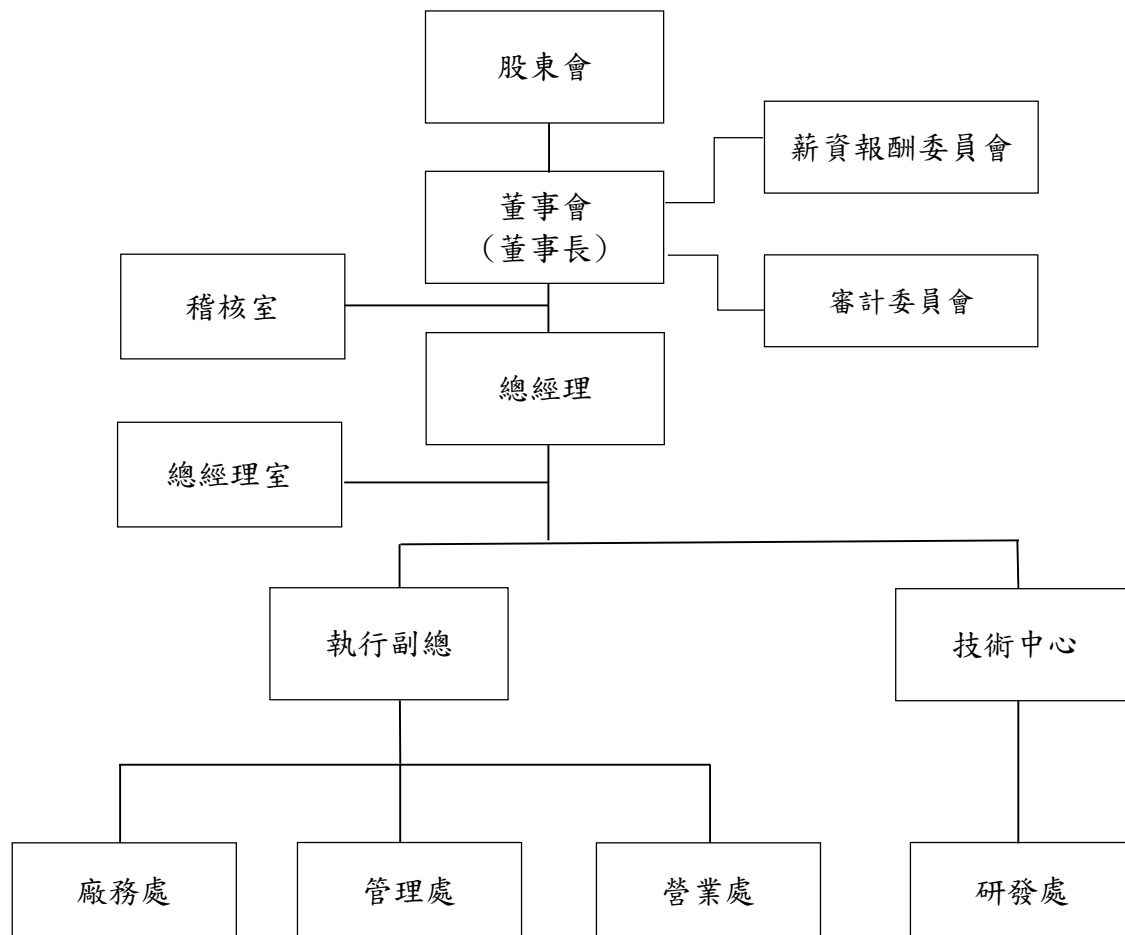 股東會
薪資報酬委員會
董事會
（董事長）
稽核室
審計委員會
總經理
總經理室
執行副總
技術中心
廠務處
管理處
營業處
研發處